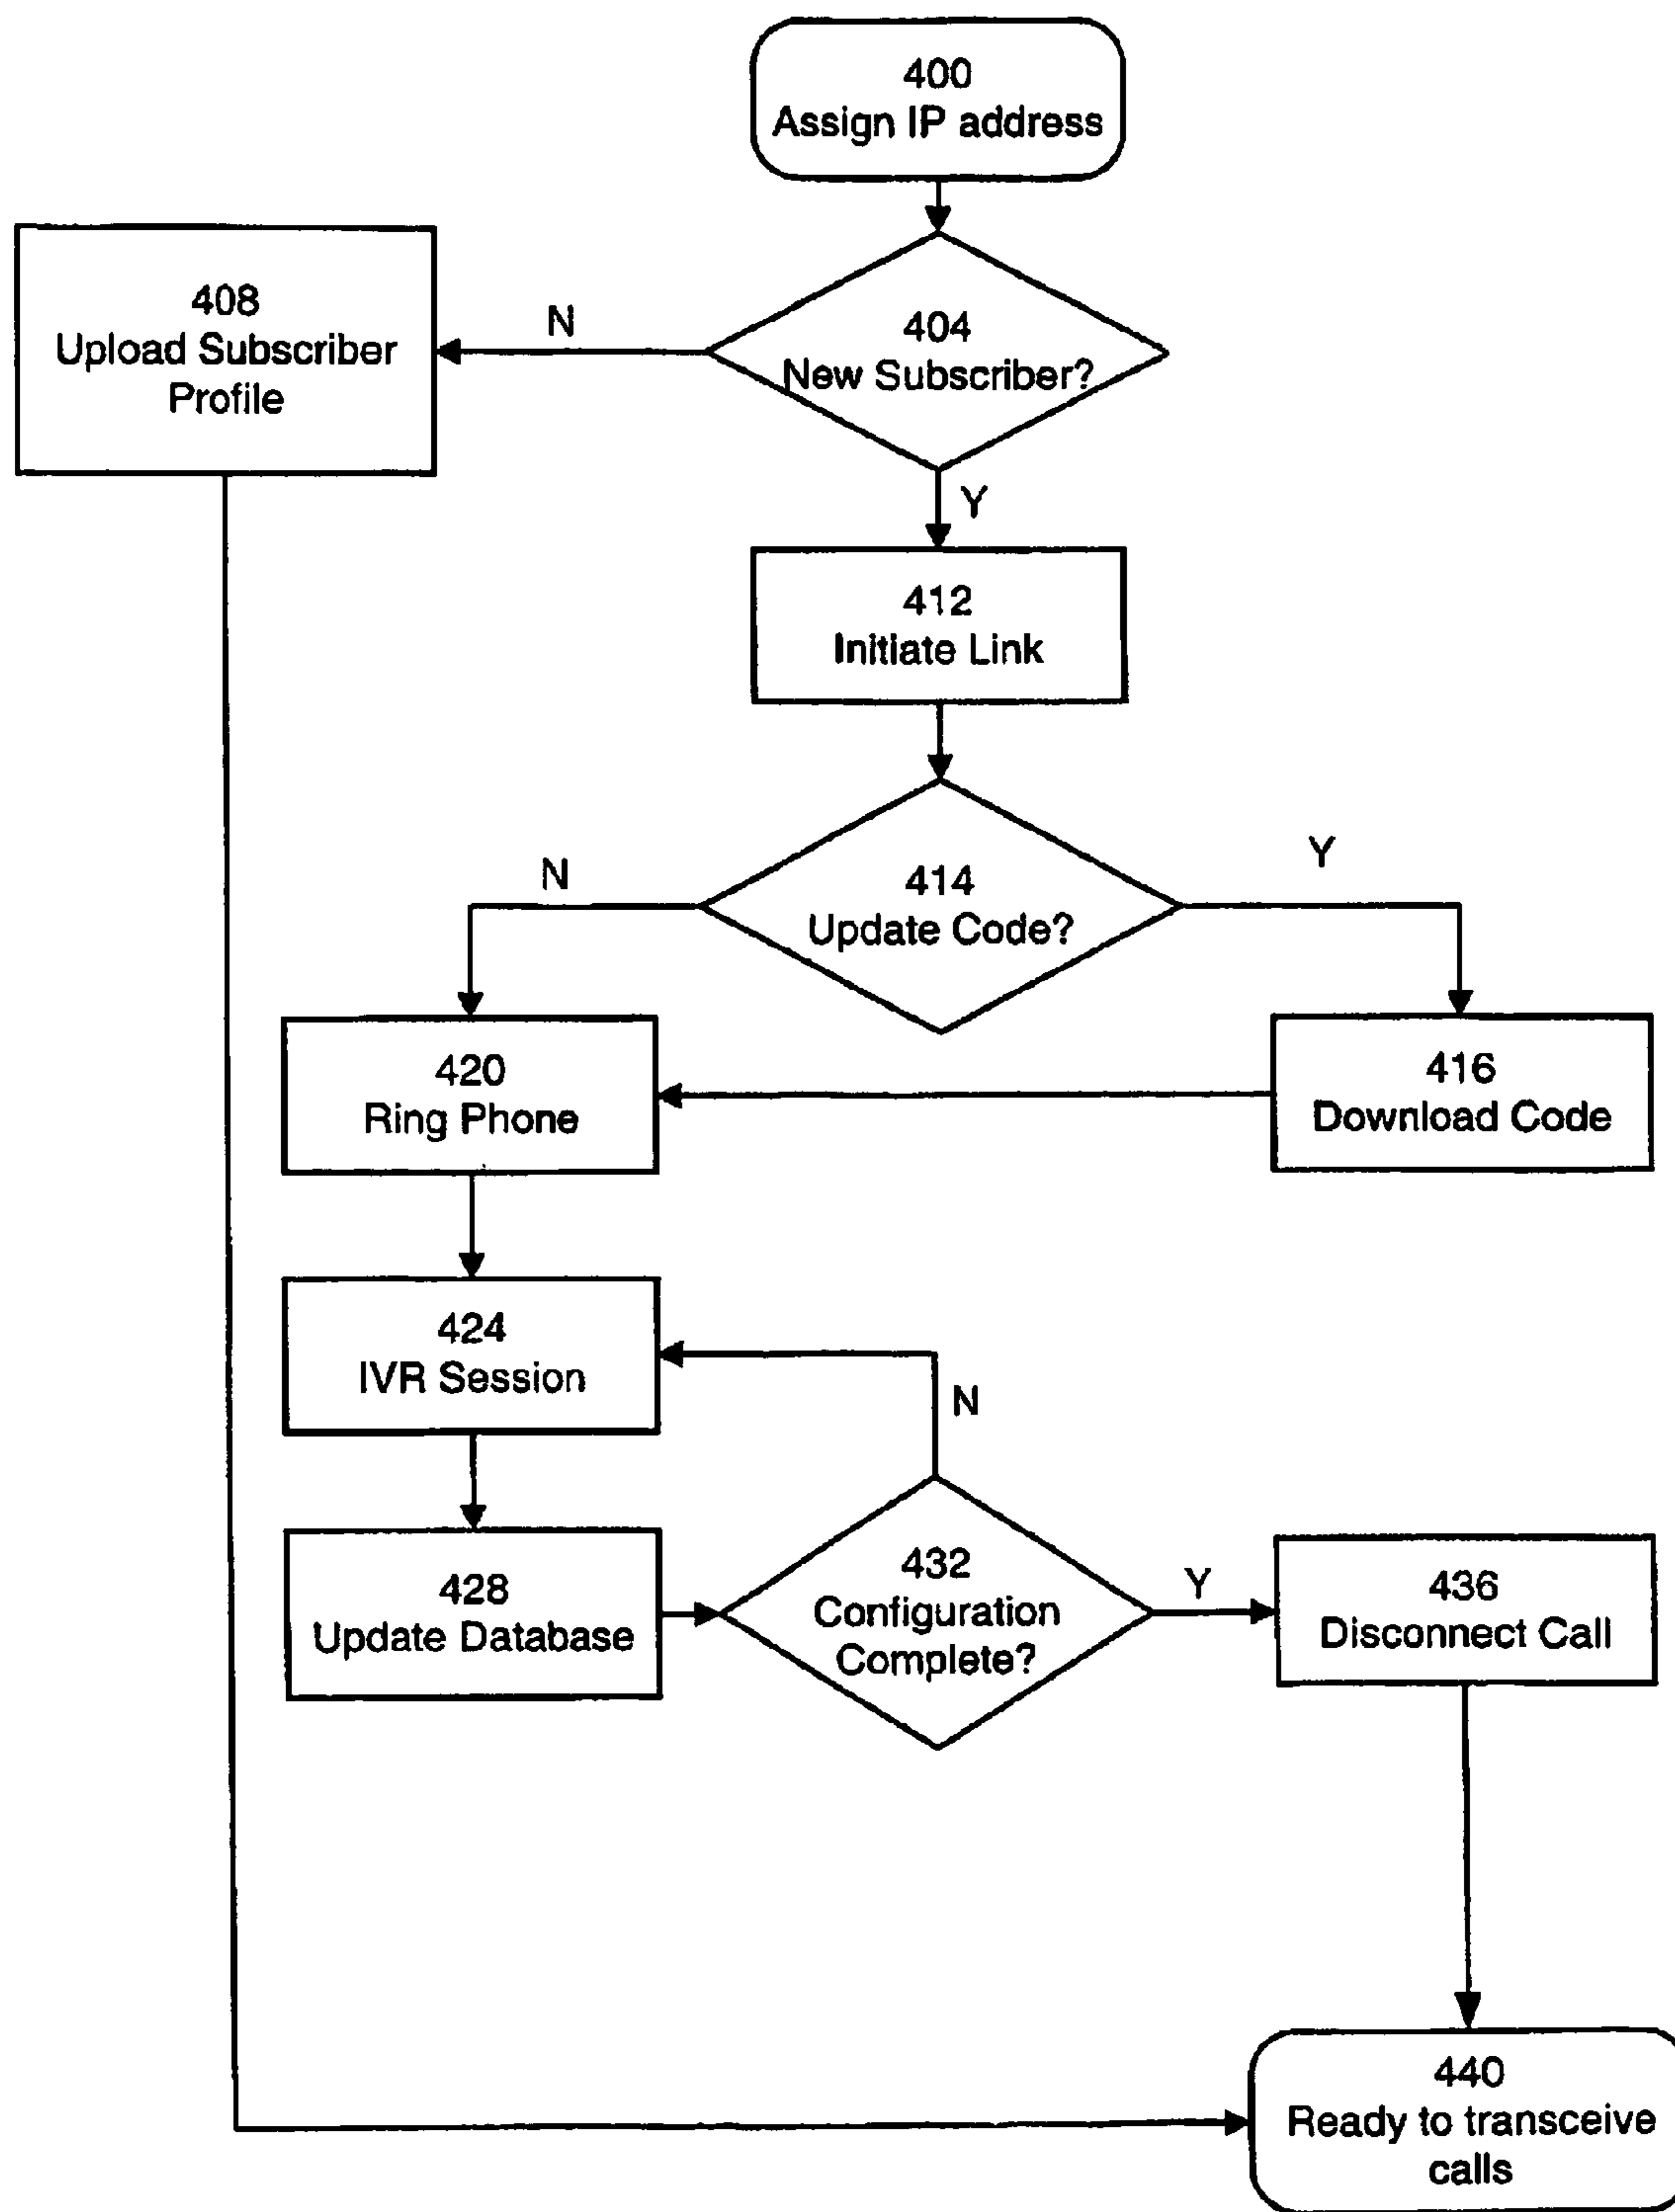 400
Assign IP address
408
Upload Subscriber
Profile
N
404
New Subscriber?
Y
412
Initiate Link
N
414
Update Code?
Y
420
Ring Phone
416
Download Code
424
IVR Session
N
428
Update Database
432
Configuration
Complete?
Y
436
Disconnect Call
440
Ready to transceive
calls